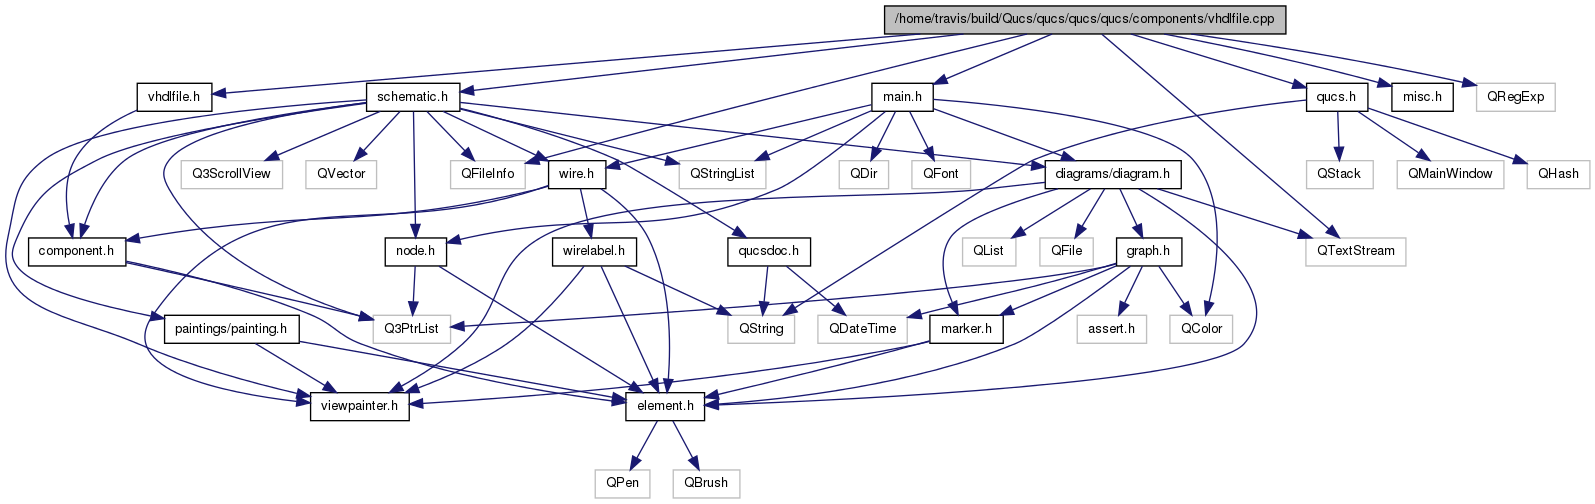 /home/travis/build/Qucs/qucs/qucs/qucs/components/vhdlfile.cpp
vhdlfile.h
schematic.h
main.h
qucs.h
misc.h
QRegExp
Q3ScrollView
QVector
QFileInfo
wire.h
QStringList
QDir
QFont
diagrams/diagram.h
QStack
QMainWindow
QHash
component.h
node.h
wirelabel.h
qucsdoc.h
QList
QFile
graph.h
QTextStream
paintings/painting.h
Q3PtrList
QString
QDateTime
marker.h
assert.h
QColor
viewpainter.h
element.h
QPen
QBrush